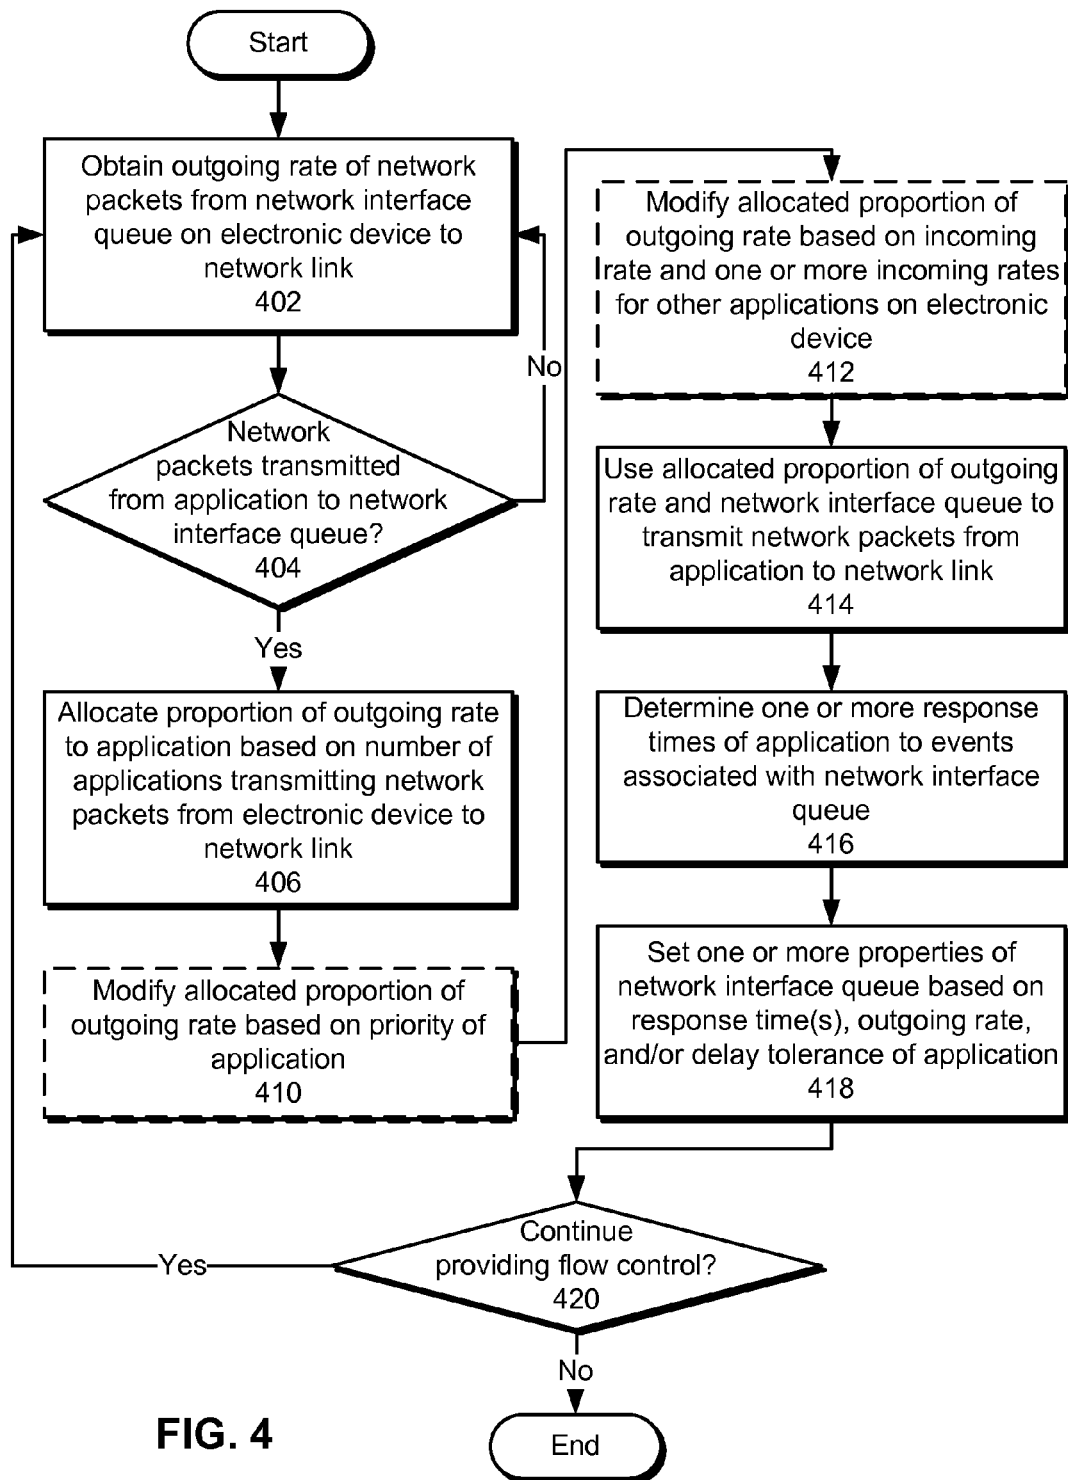 Start
Obtain outgoing rate of network
packets from network interface
queue on electronic device to
network link
402
No
Network
packets transmitted
from application to network
interface queue?
404
Yes
Allocate proportion of outgoing rate
to application based on number of
applications transmitting network
packets from electronic device to
network link
406
Modify allocated proportion of
outgoing rate based on priority of
application
410
Modify allocated proportion of
outgoing rate based on incoming
rate and one or more incoming rates
for other applications on electronic
device
412
Use allocated proportion of outgoing
rate and network interface queue to
transmit network packets from
application to network link
414
Determine one or more response
times of application to events
associated with network interface
queue
416
Set one or more properties of
network interface queue based on
response time(s), outgoing rate,
and/or delay tolerance of application
418
Continue
providing flow control?
420
Yes
No
End
FIG. 4